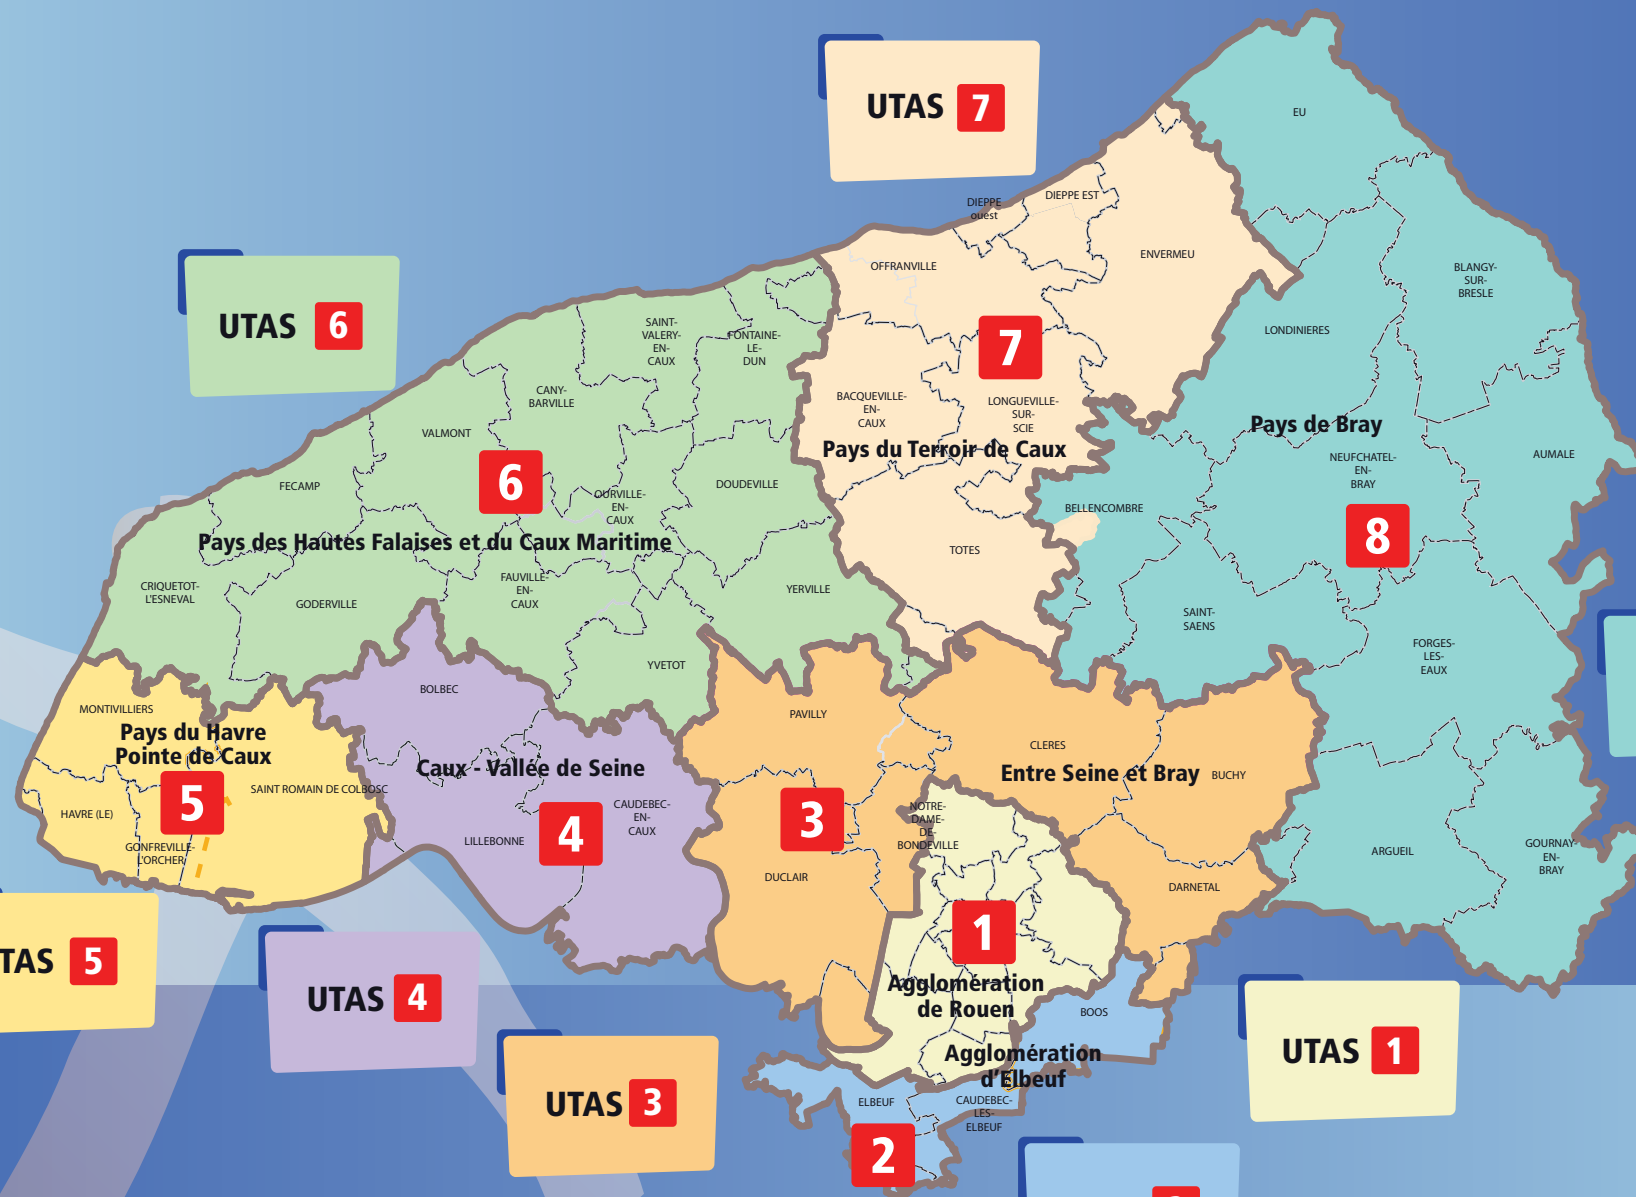 UTAS 7
EU
DIEPPE
ouest
DIEPPE EST
ENVERMEU
OFFRANVILLE
BLANGY-
SUR-
BRESLE
UTAS 6
SAINT-
VALERY-
EN-
CAUX
FONTAINE-
LE-
DUN
7
LONDINIERES
CANY-
BARVILLE
BACQUEVILLE-
EN-
CAUX
LONGUEVILLE-
SUR-
SCIE
VALMONT
Pays du Terroir de Caux
Pays de Bray
NEUFCHATEL-
EN-
BRAY
AUMALE
FECAMP
6
OURVILLE-
EN-
CAUX
DOUDEVILLE
BELLENCOMBRE
8
Pays des Hautes Falaises et du Caux Maritime
TOTES
CRIQUETOT-
L'ESNEVAL
GODERVILLE
FAUVILLE-
EN-
CAUX
YERVILLE
SAINT-
SAENS
FORGES-
LES-
EAUX
YVETOT
BOLBEC
MONTIVILLIERS
Pays du Havre
Pointe de Caux
PAVILLY
CLERES
Entre Seine et Bray
BUCHY
Caux - Vallée de Seine
SAINT ROMAIN DE COLBOSC
5
HAVRE (LE)
GONFREVILLE-
L'ORCHER
LILLEBONNE
4
CAUDEBEC-
EN-
CAUX
3
NOTRE-
DAME-
DE-
BONDEVILLE
DUCLAIR
DARNETAL
ARGUEIL
GOURNAY-
EN-
BRAY
1
Agglomération
de Rouen
BOOS
TAS 5
UTAS 4
UTAS 3
UTAS 1
Agglomération
d'Elbeuf
ELBEUF
CAUDEBEC-
LES-
ELBEUF
2